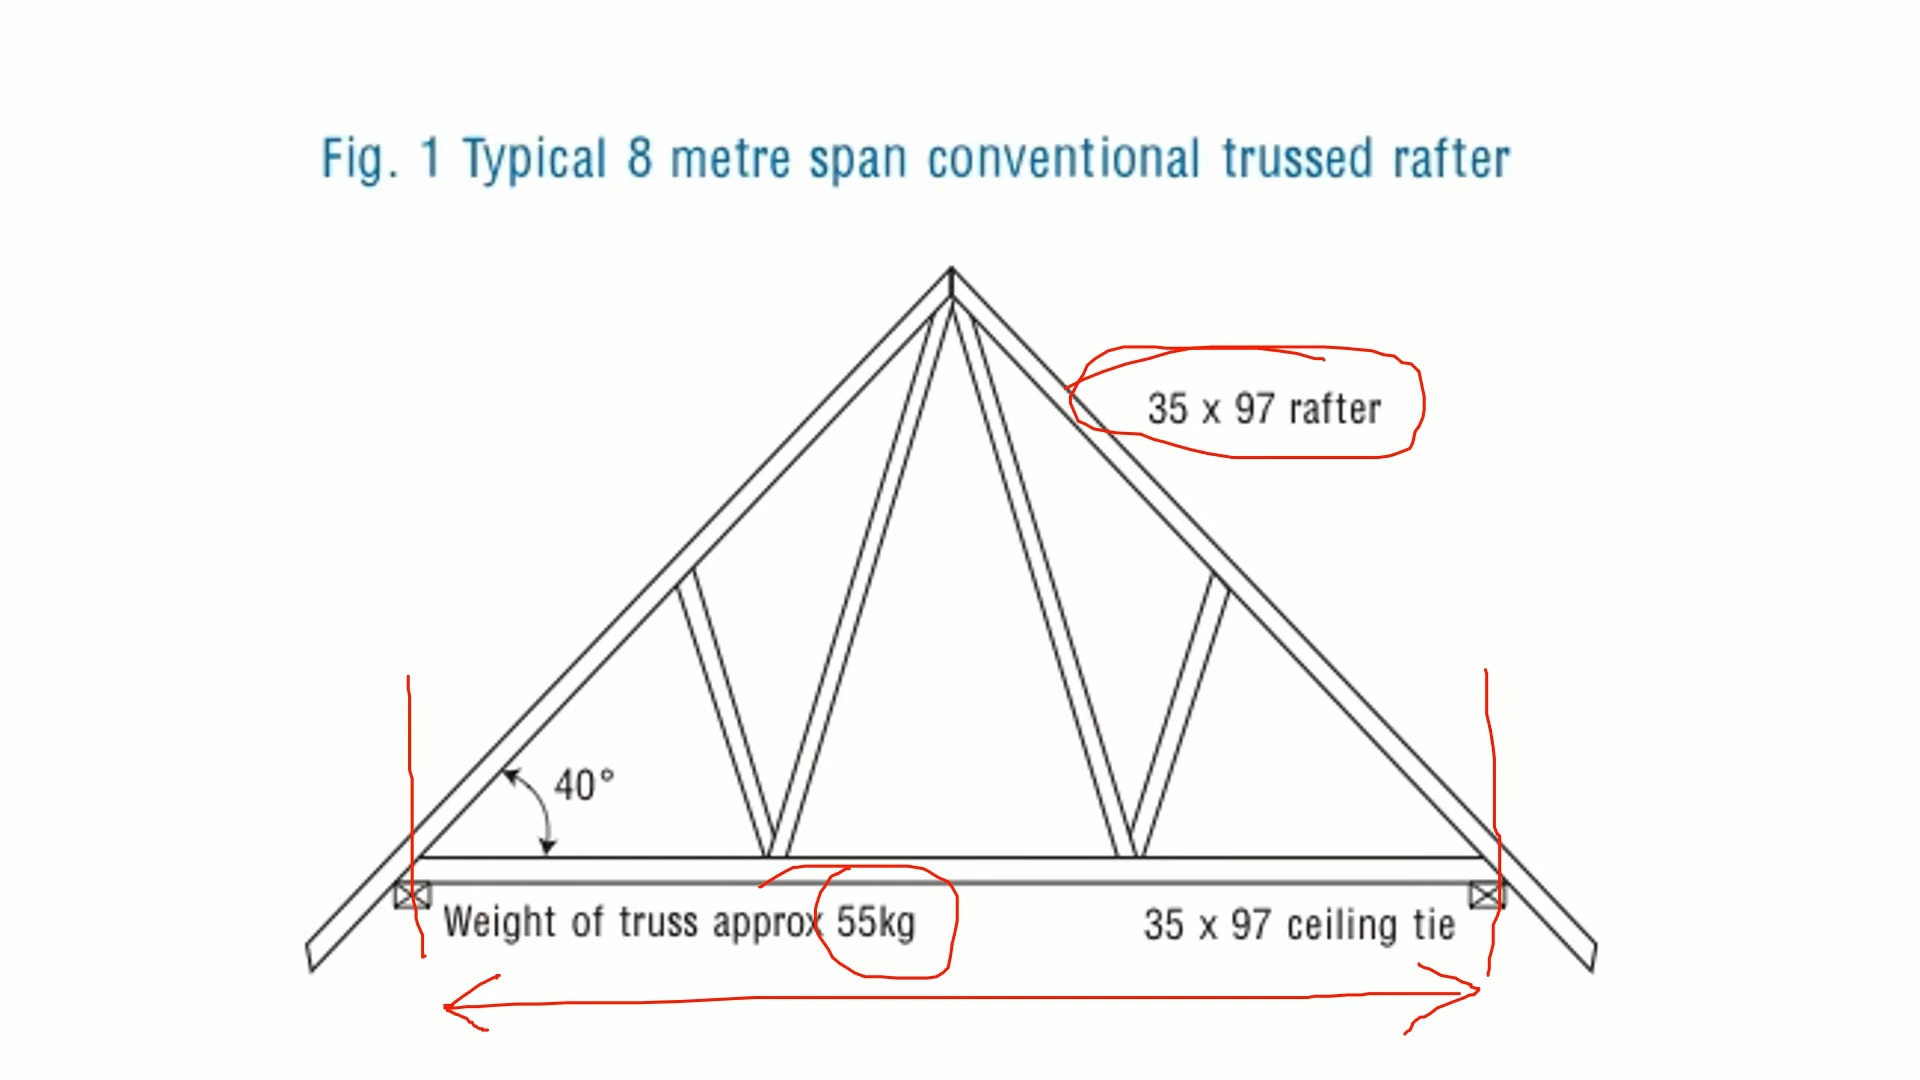 Fig. 1 Typical 8 metre span conventional trussed rafter
35 x 97 rafter
40°
Weight of truss approx 55kg
35 x 97 ceiling tie